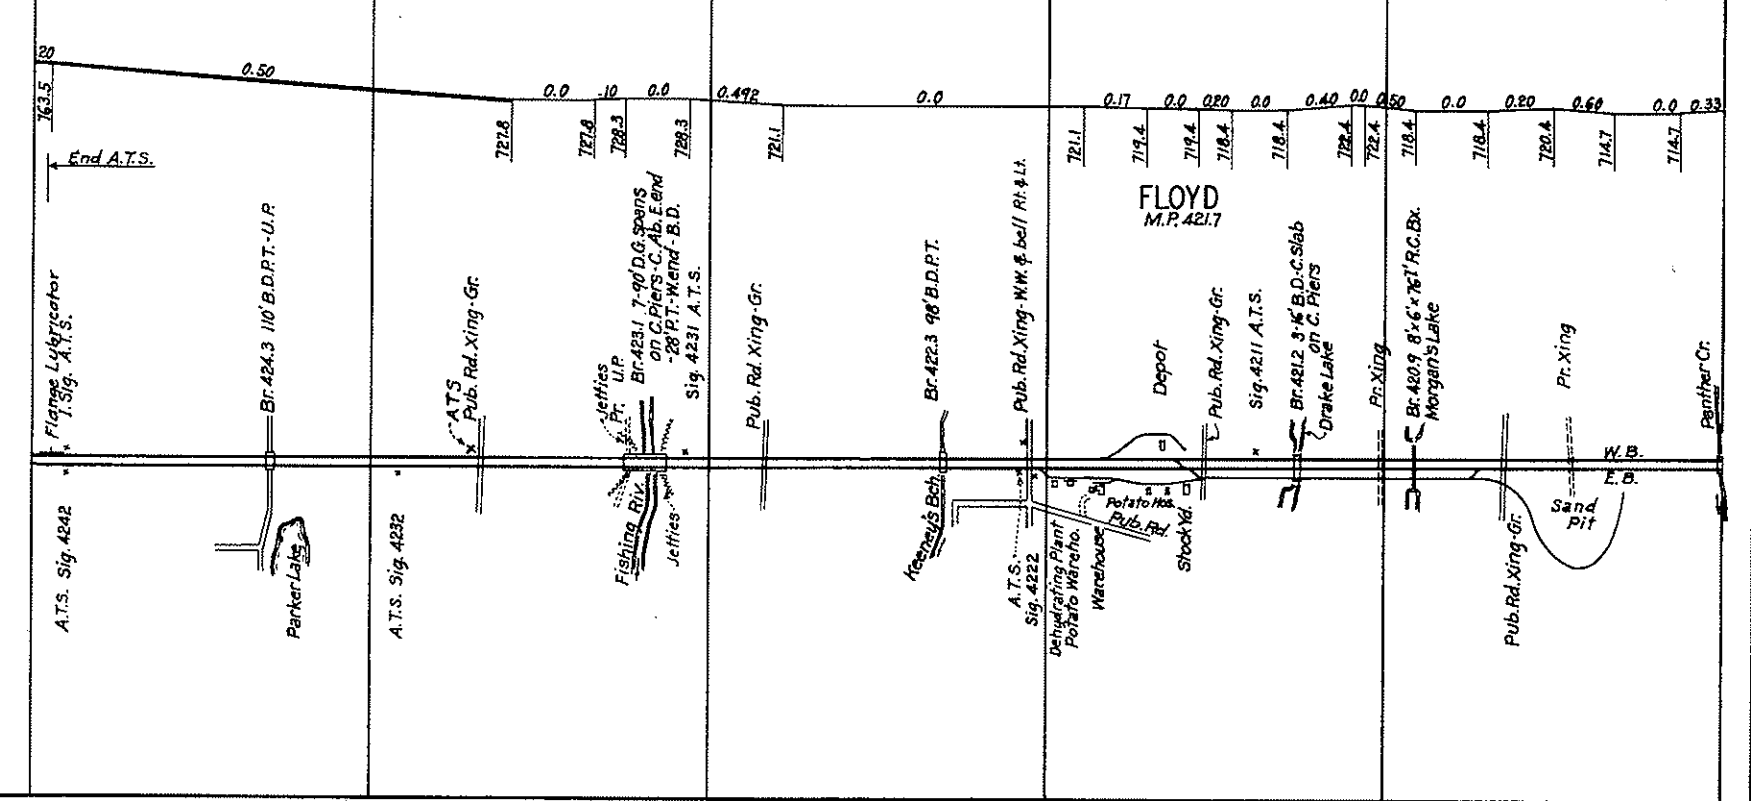 20
0.50
0.0
.10
0.0
0.492
0.0
0.17
0.0
0.20
0.0
0.40
0.0
0.50
0.0
0.20
0.60
0.0
0.33
763.5
727.8
727.8
728.3
728.3
721.1
721.1
719.4
719.4
718.4
718.4
722.4
722.4
718.4
718.4
720.4
714.7
714.7
End A.T.S.
FLOYD
M.P. 421.7
Flange Lubricator
1. Sig. A.T.S.
Br. 424.3 110' B.D.P.T.-U.P.
ATS
Pub. Rd. Xing-Gr.
Jetties
Pr. U.P.
Br. 423.1 7-90' D.G. Spans
on C. Piers-C. Ab. E. end
-28' P.T.-W. end-B.D.
Sig. 4231 A.T.S.
Pub. Rd. Xing-Gr.
Br. 422.3 98' B.D.P.T.
Pub. Rd. Xing-W.W. & bell Rt. & Lt.
Depot
Pub. Rd. Xing-Gr.
Sig. 4211 A.T.S.
Br. 421.2 3-16' B.D.-C. Slab
on C. Piers
Drake Lake
Pr. Xing
Br. 420.9 8'x6'x76' R.C. Bx.
Morgan's Lake
Pr. Xing
Panther Cr.
W.B.
E.B.
A.T.S. Sig. 4242
Parker Lake
A.T.S. Sig. 4232
Fishing Riv.
Jetties
Keeney's Bch.
A.T.S.
Sig. 4222
Dehydrating Plant
Potato Wareho.
Warehouse
Potato Hos.
Pub. Rd.
Stock Yd.
Pub. Rd. Xing-Gr.
Sand
Pit